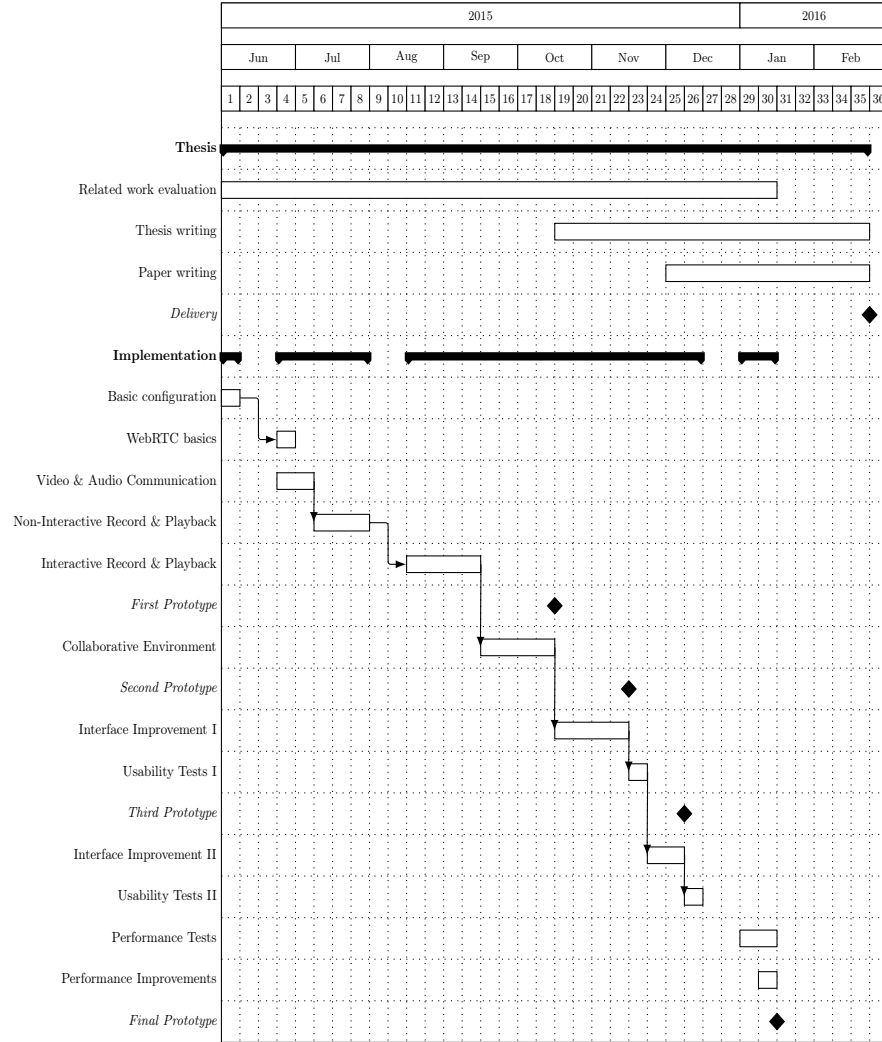 2015 2016
Jun Jul Aug Sep Oct Nov Dec Jan Feb
1 2 3 4 5 6 7 8 9 10 11 12 13 14 15 16 17 18 19 20 21 22 23 24 25 26 27 28 29 30 31 32 33 34 35 36
Thesis
Related work evaluation
Thesis writing
Paper writing
Delivery
Implementation
Basic configuration
WebRTC basics
Video & Audio Communication
Non-Interactive Record & Playback
Interactive Record & Playback
First Prototype
Collaborative Environment
Second Prototype
Interface Improvement I
Usability Tests I
Third Prototype
Interface Improvement II
Usability Tests II
Performance Tests
Performance Improvements
Final Prototype